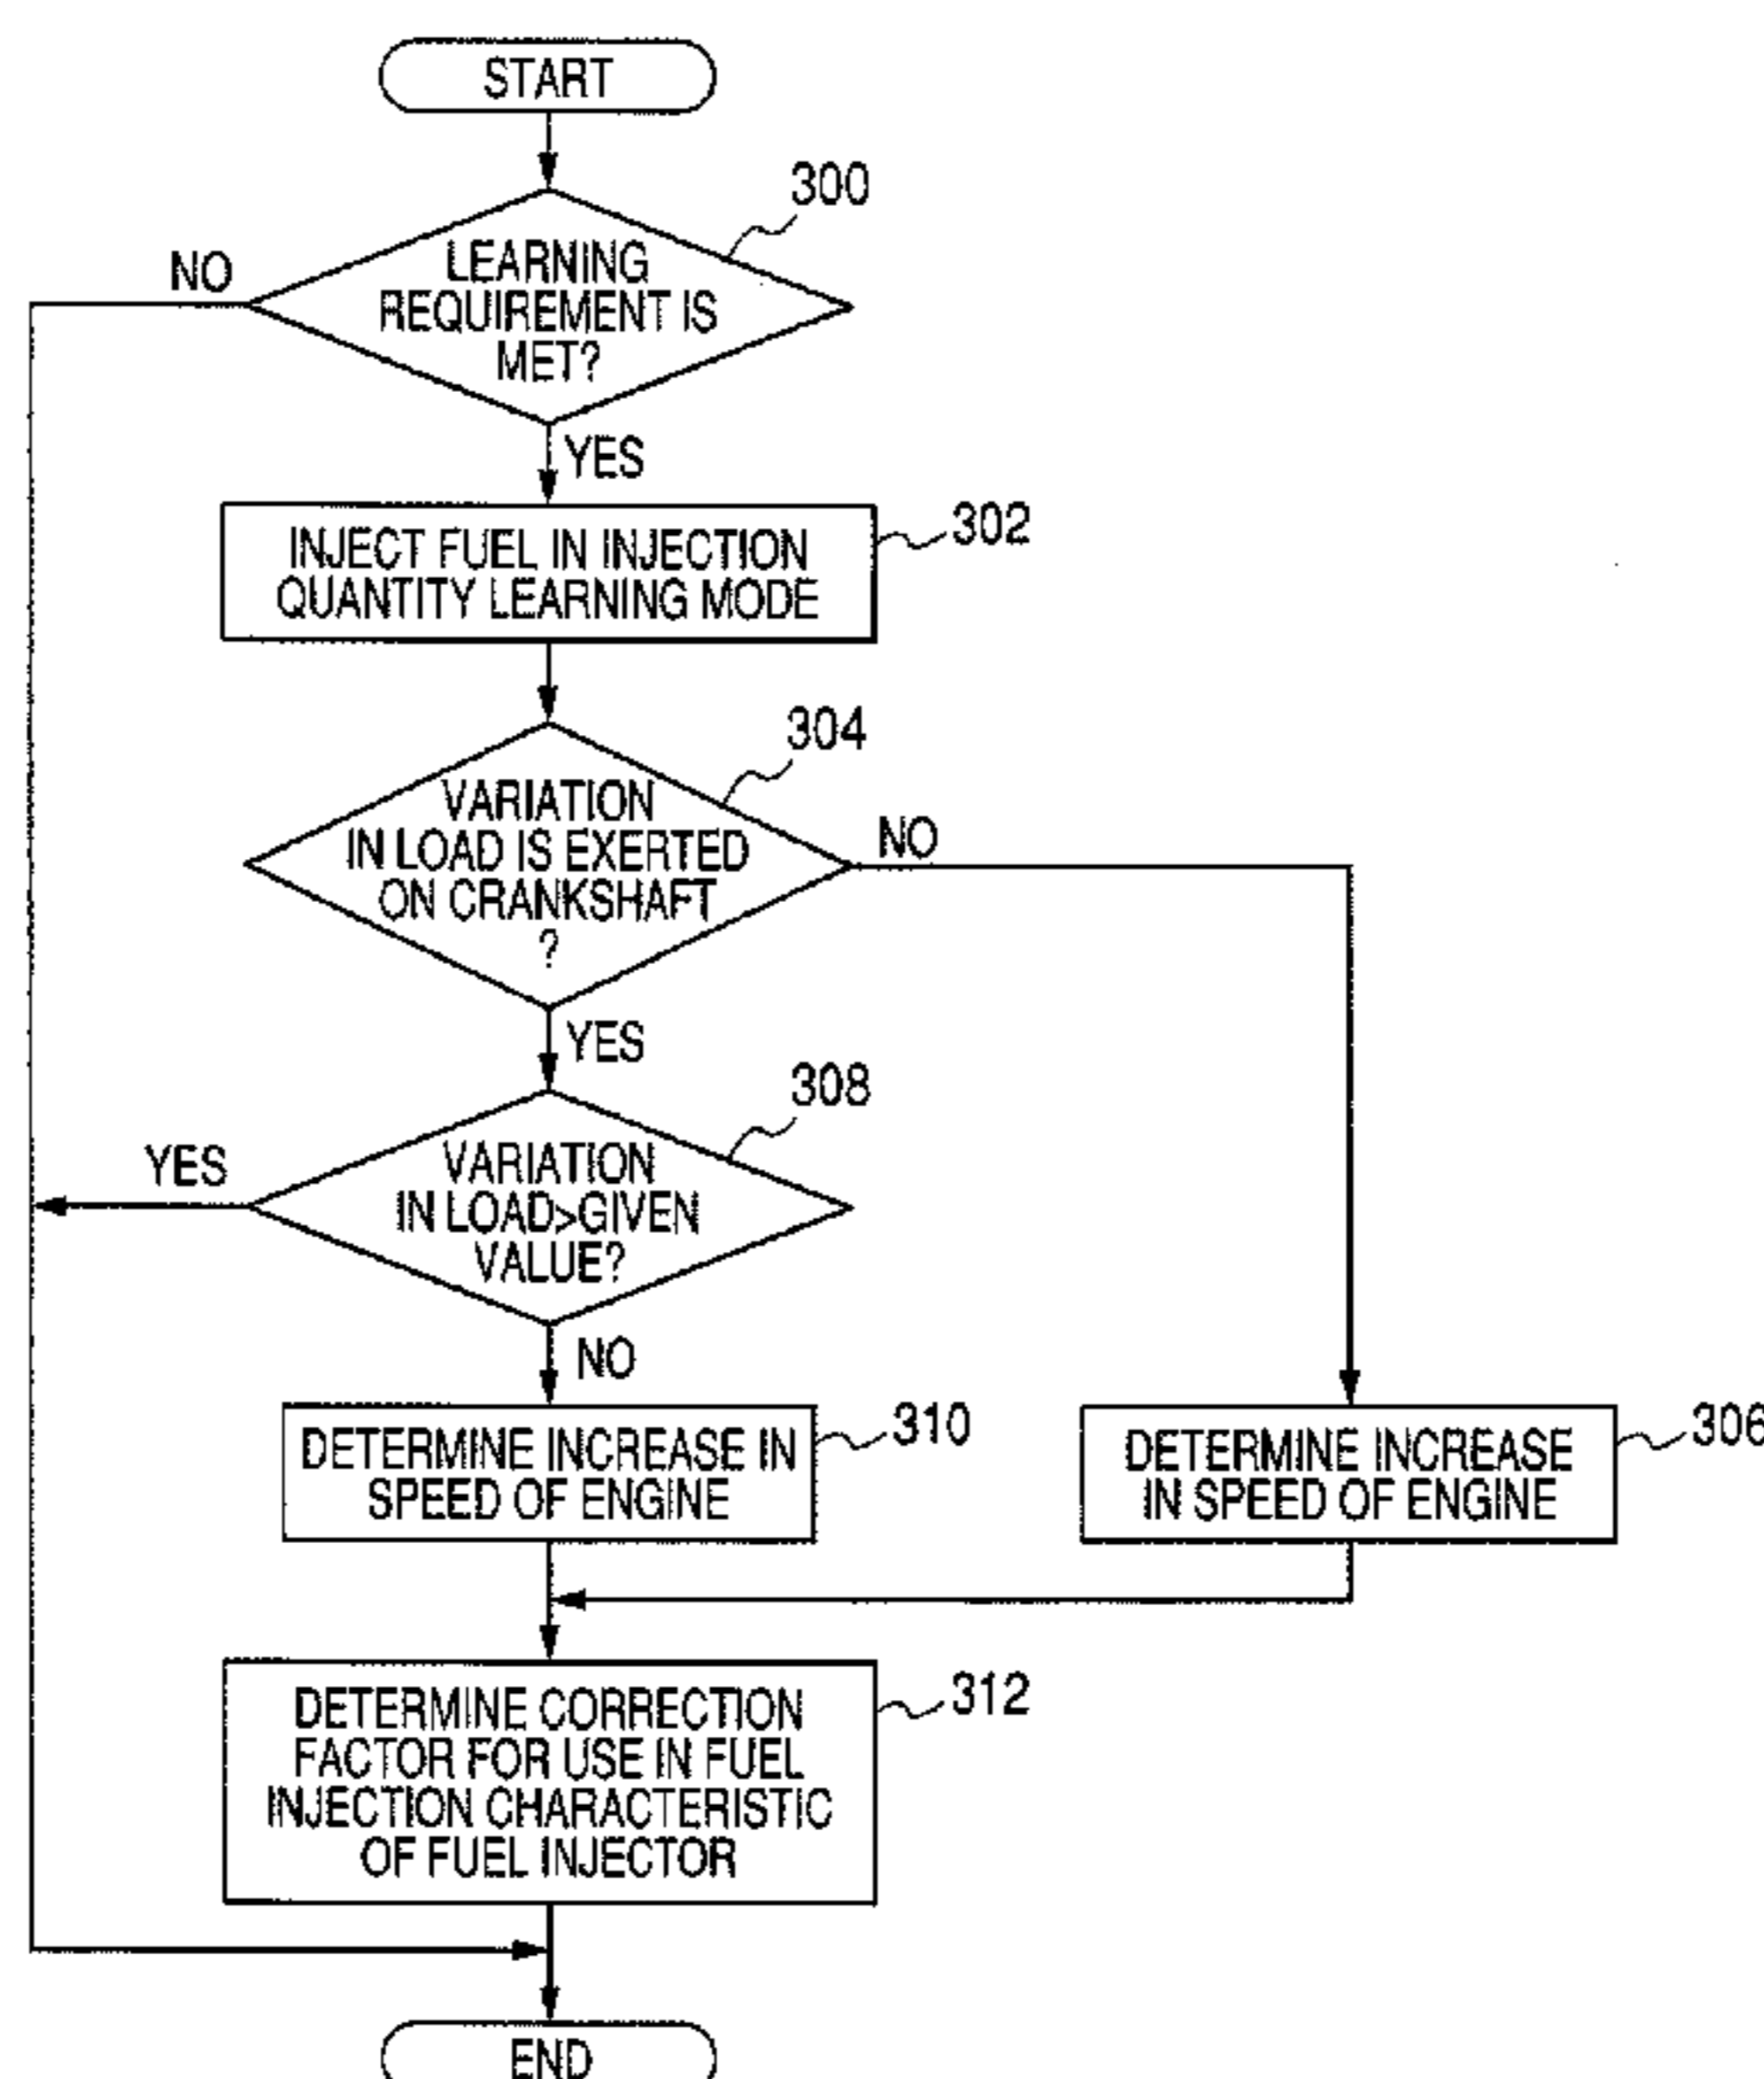 START
300
NO
LEARNING
REQUIREMENT IS
MET?
YES
302
INJECT FUEL IN INJECTION
QUANTITY LEARNING MODE
304
VARIATION
IN LOAD IS EXERTED
ON CRANKSHAFT
?
NO
YES
308
YES
VARIATION
IN LOAD>GIVEN
VALUE?
NO
310
DETERMINE INCREASE IN
SPEED OF ENGINE
306
DETERMINE INCREASE
IN SPEED OF ENGINE
312
DETERMINE CORRECTION
FACTOR FOR USE IN FUEL
INJECTION CHARACTERISTIC
OF FUEL INJECTOR
END